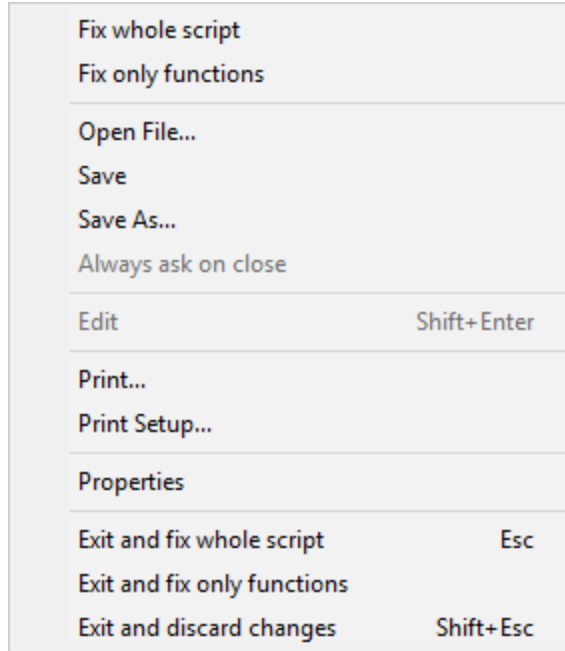 Fix whole script
Fix only functions
Open File...
Save
Save As...
Always ask on close
Edit Shift+Enter
Print...
Print Setup...
Properties
Exit and fix whole script Esc
Exit and fix only functions
Exit and discard changes Shift+Esc